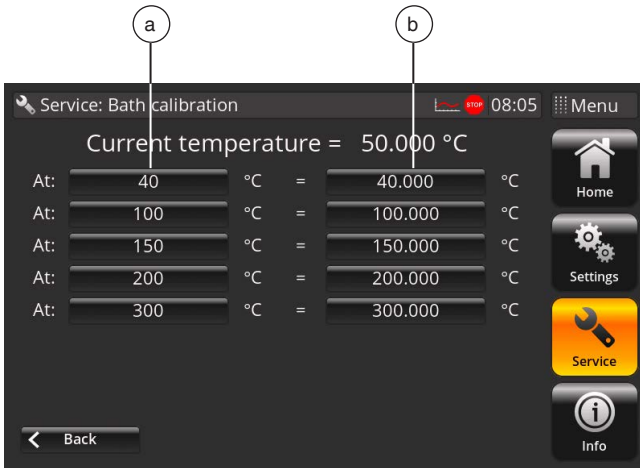 a b
Service: Bath calibration STOP 08:05 Menu
Current temperature = 50.000 °C
At: 40 °C = 40.000 °C
At: 100 °C = 100.000 °C
At: 150 °C = 150.000 °C
At: 200 °C = 200.000 °C
At: 300 °C = 300.000 °C
Home
Settings
Service
Back
Info